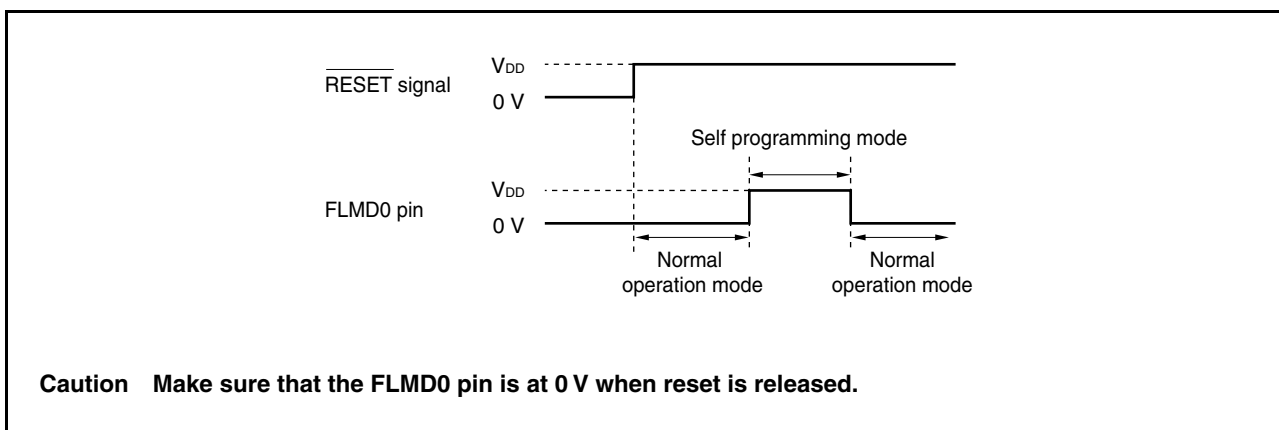 VDD
RESET signal
0 V
Self programming mode
VDD
FLMD0 pin
0 V
Normal
operation mode
Normal
operation mode
Caution Make sure that the FLMD0 pin is at 0 V when reset is released.